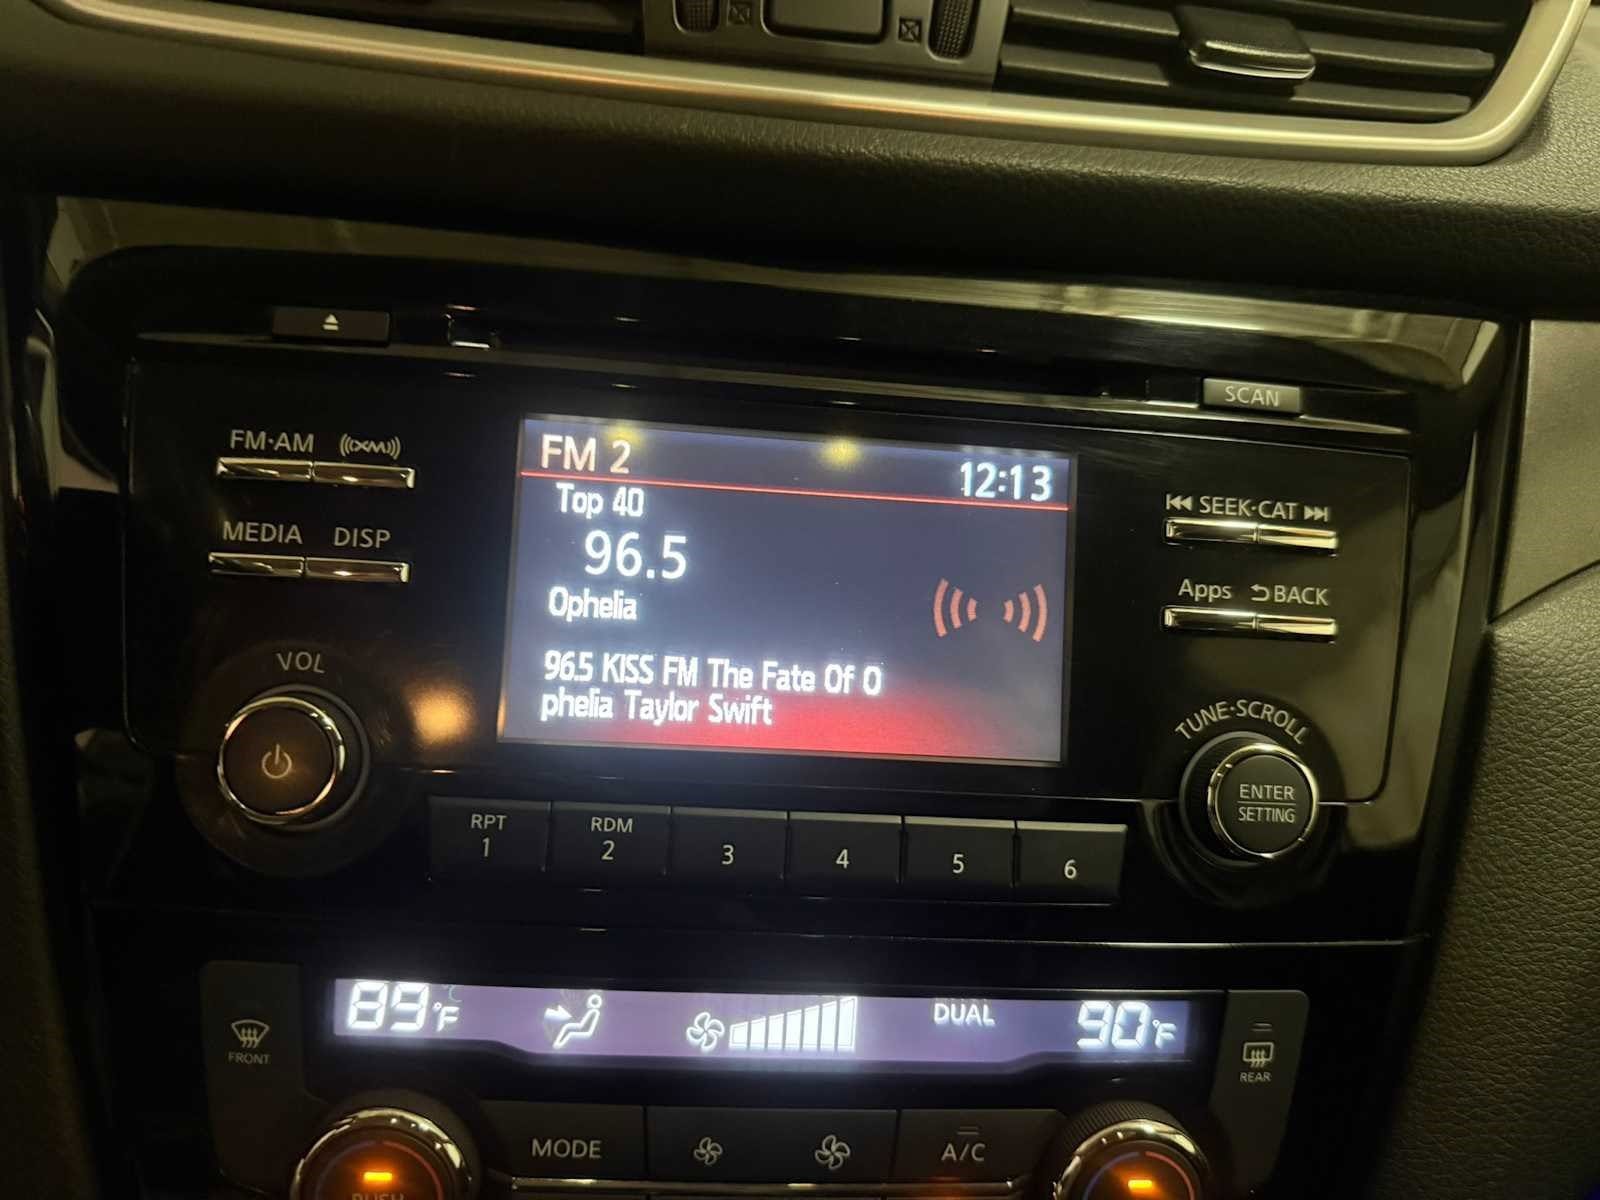 SCAN
FM·AM
((XM))
MEDIA
DISP
VOL
FM 2
12:13
Top 40
96.5
Ophelia
96.5 KISS FM The Fate Of O
phelia Taylor Swift
SEEK·CAT
Apps
BACK
TUNE·SCROLL
ENTER
SETTING
RPT
1
RDM
2
3
4
5
6
89°F
DUAL
90°F
FRONT
REAR
MODE
A/C
PUSH